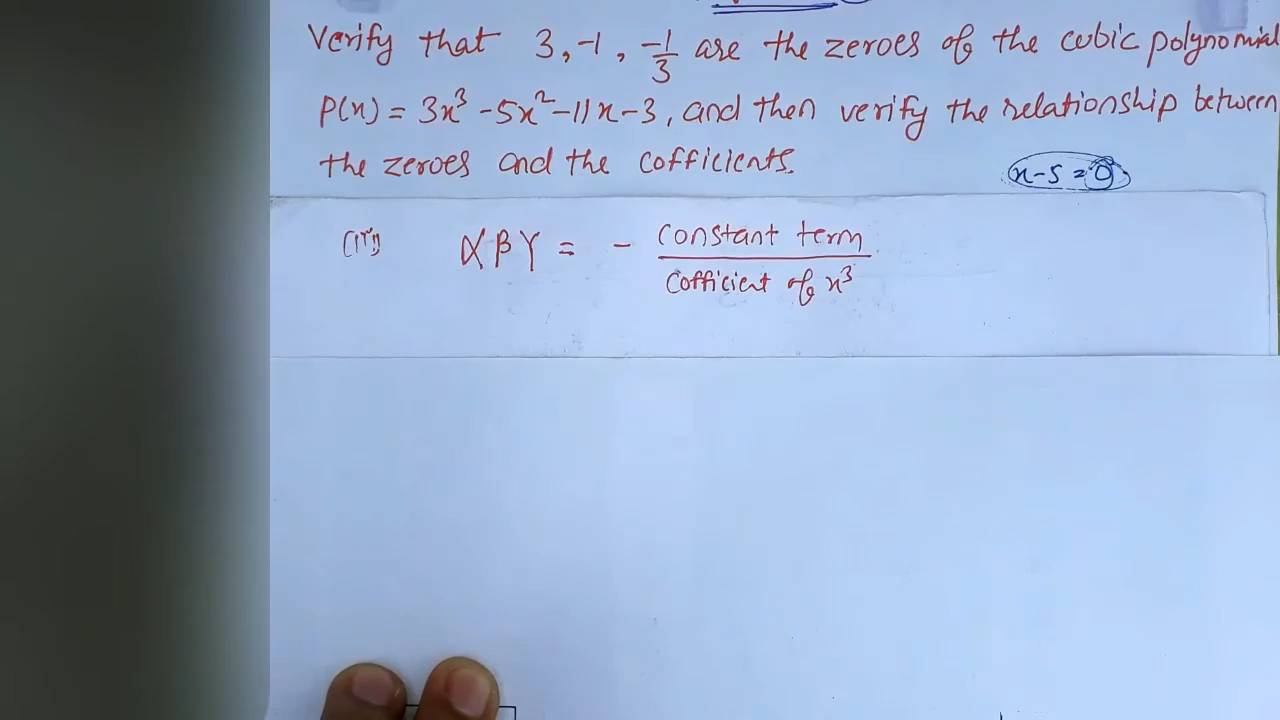 Verify that 3, -1, -1/3 are the zeroes of the cubic polynomial
P(x) = 3x³ - 5x² - 11x - 3, and then verify the relationship between
the zeroes and the cofficients.
x - 5 = 0
(iii) αβγ = - constant term / cofficient of x³